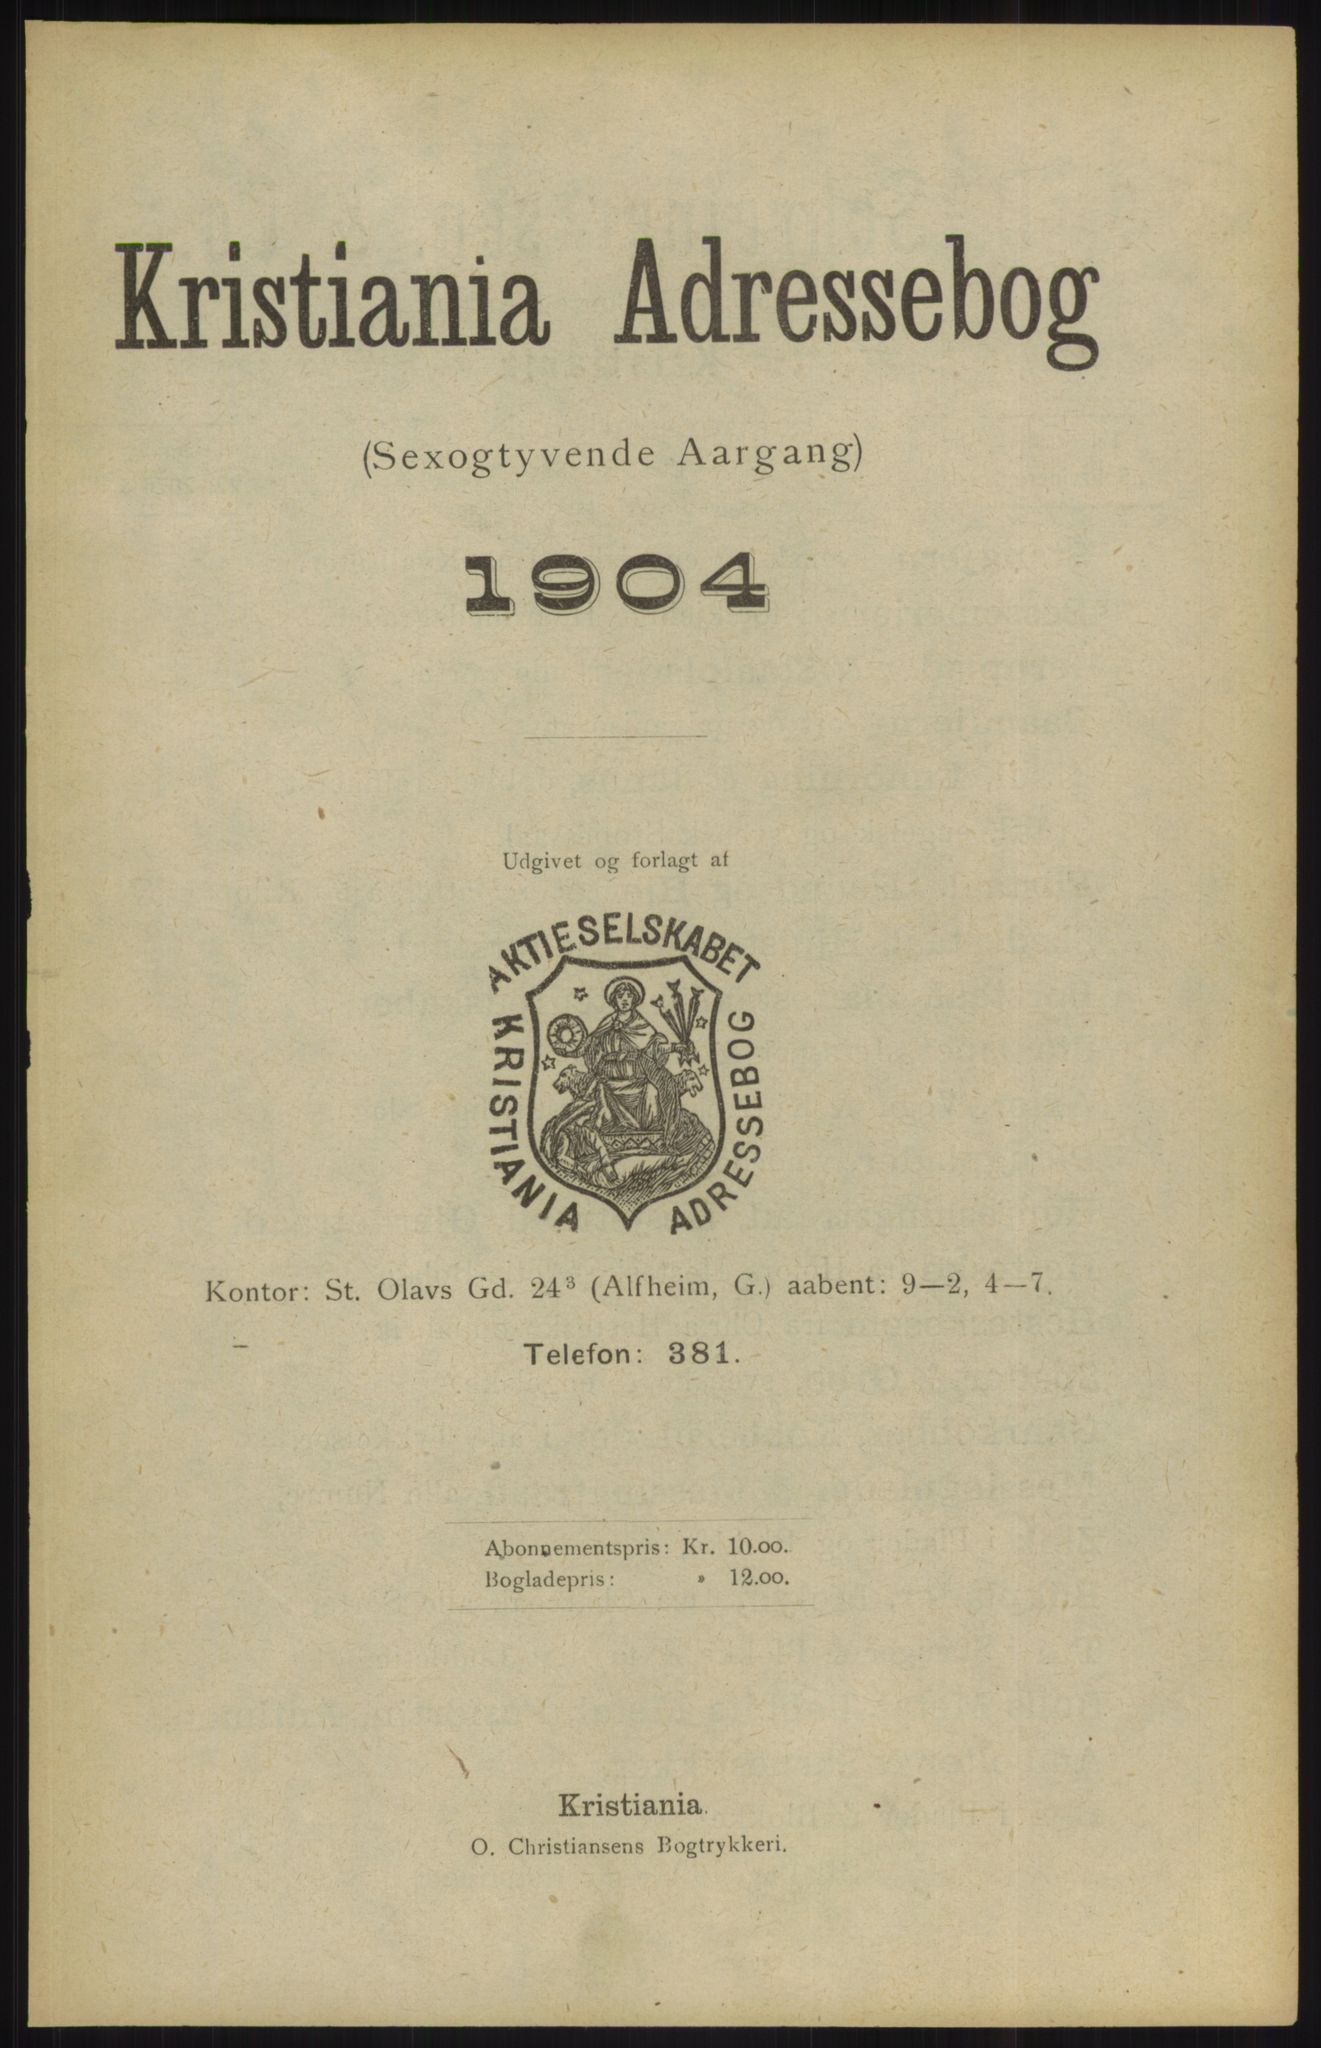 Kristiania Adressebog
(Sexogtyvende Aargang)
1904
Udgivet og forlagt af
AKTIESELSKABET
KRISTIANIA
ADRESSEBOG
Kontor: St. Olavs Gd. 24³ (Alfheim, G.) aabent: 9—2, 4—7.
Telefon: 381.
Abonnementspris: Kr. 10.00.
Bogladepris: » 12.00.
Kristiania.
O. Christiansens Bogtrykkeri.